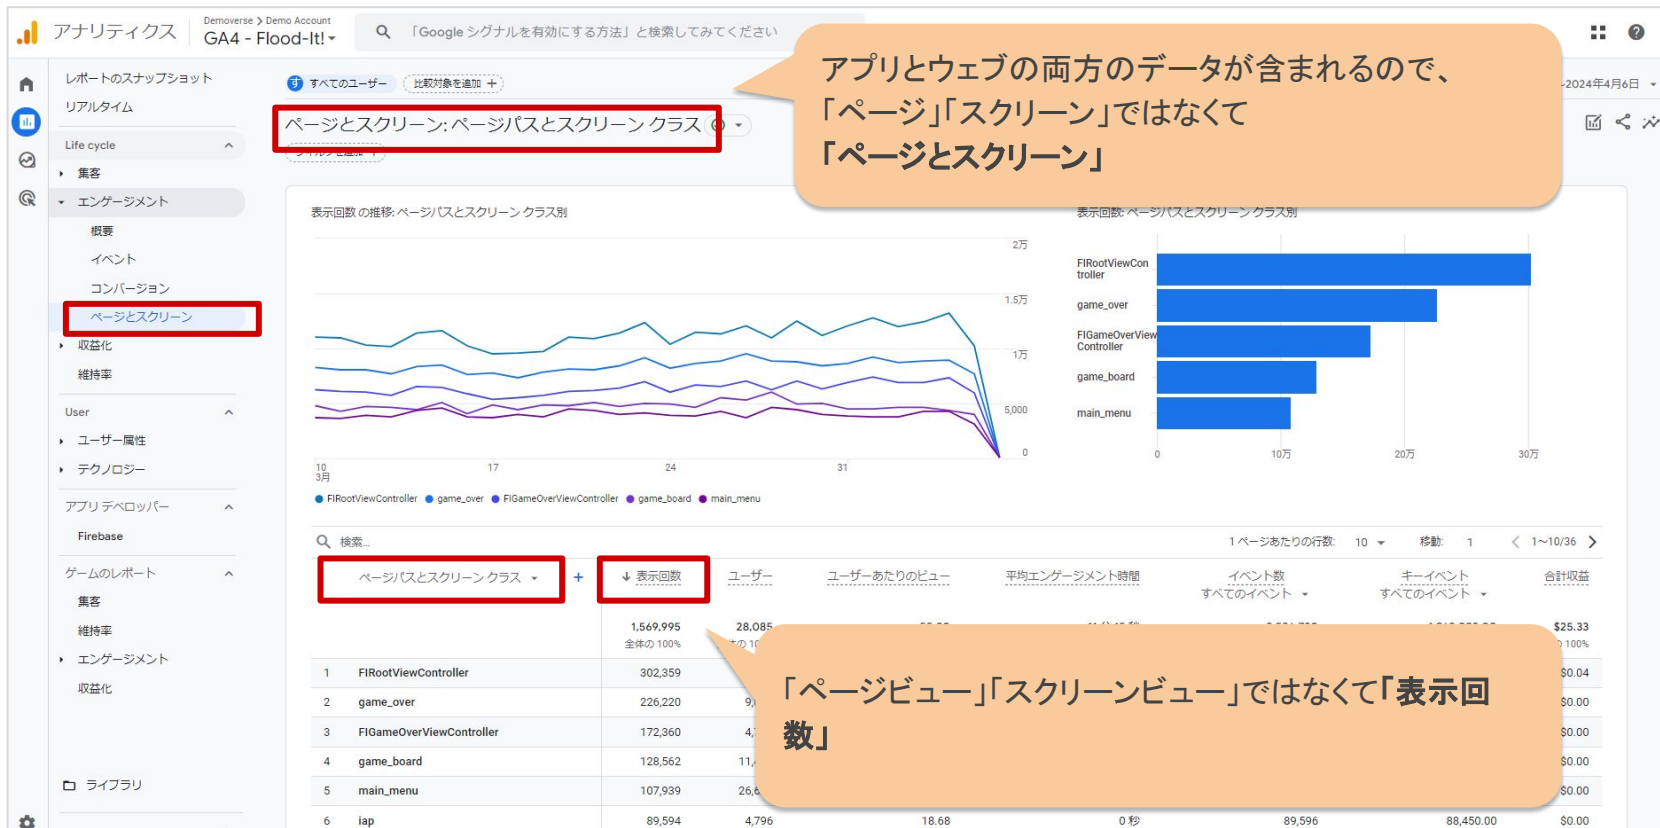 アナリティクス
Demoverse > Demo Account
GA4 - Flood-It!
「Google シグナルを有効にする方法」と検索してみてください
レポートのスナップショット
リアルタイム
Life cycle
集客
エンゲージメント
概要
イベント
コンバージョン
ページとスクリーン
収益化
維持率
User
ユーザー属性
テクノロジー
アプリ デベロッパー
Firebase
ゲームのレポート
集客
維持率
エンゲージメント
収益化
ライブラリ
す すべてのユーザー
比較対象を追加 +
2024年4月6日
ページとスクリーン: ページパスとスクリーン クラス
アプリとウェブの両方のデータが含まれるので、
「ページ」「スクリーン」ではなくて
「ページとスクリーン」
表示回数 の推移: ページパスとスクリーン クラス別
2万
1.5万
1万
5,000
0
10
3月
17
24
31
FIRootViewController game_over FIGameOverViewController game_board main_menu
表示回数: ページパスとスクリーン クラス別
FIRootViewCon
troller
game_over
FIGameOverView
Controller
game_board
main_menu
0 10万 20万 30万
検索...
1 ページあたりの行数: 10 移動: 1 1～10/36
ページパスとスクリーン クラス + ↓ 表示回数 ユーザー ユーザーあたりのビュー 平均エンゲージメント時間 イベント数 キーイベント 合計収益
すべてのイベント すべてのイベント
1,569,995 28,085 $25.33
全体の 100% 100%
1 FIRootViewController 302,359 $0.04
2 game_over 226,220 $0.00
3 FIGameOverViewController 172,360 $0.00
4 game_board 128,562 $0.00
5 main_menu 107,939 $0.00
6 iap 89,594 4,796 18.68 0 秒 89,596 88,450.00 $0.00
「ページビュー」「スクリーンビュー」ではなくて「表示回
数」